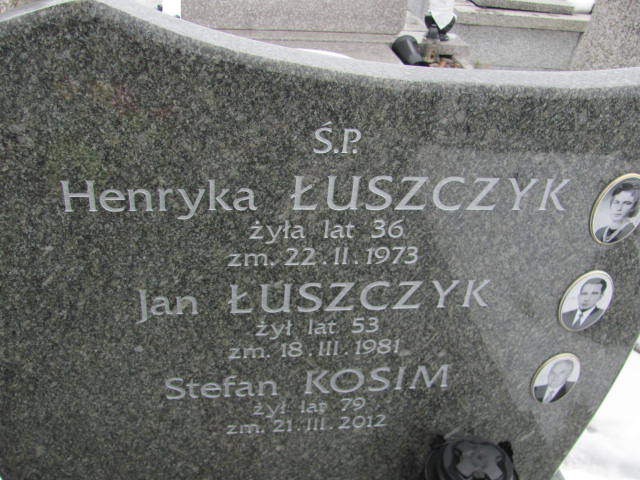 Ś.P.
Henryka ŁUSZCZYK
żyła lat 36
zm. 22.II.1973
Jan ŁUSZCZYK
żył lat 53
zm. 18.III.1981
Stefan KOSIM
żył lat 79
zm. 21.III.2012